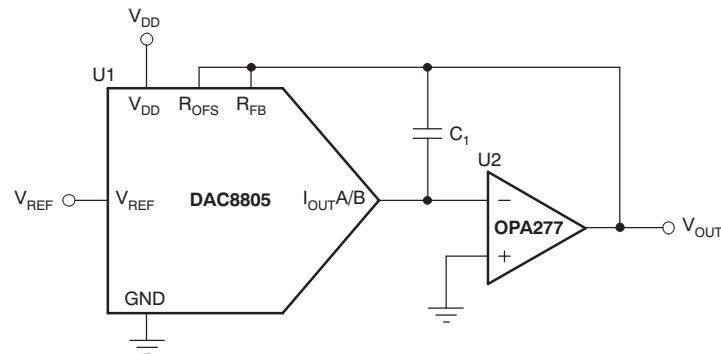 V_DD
U1
V_DD R_OFS R_FB
C_1
U2
V_REF V_REF DAC8805 I_OUT A/B − OPA277 V_OUT
+
GND